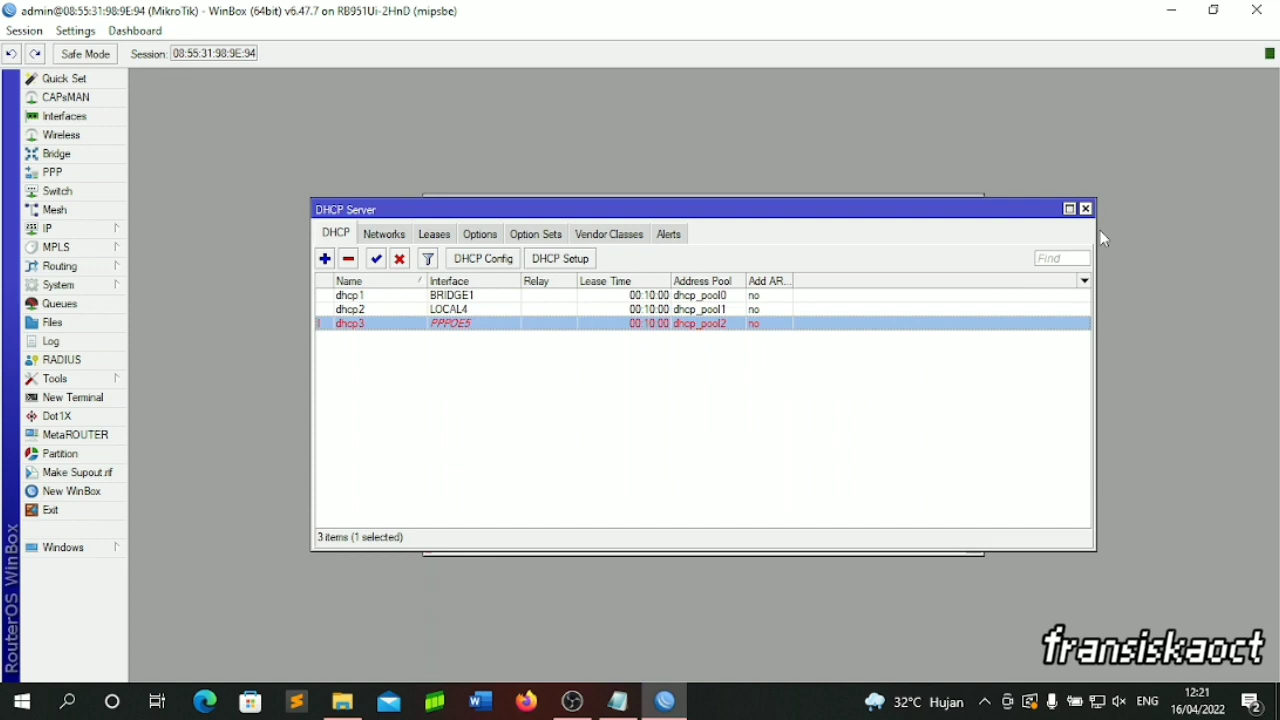 admin@08:55:31:98:9E:94 (MikroTik) - WinBox (64bit) v6.47.7 on RB951Ui-2HnD (mipsbe)
Session Settings Dashboard
Safe Mode Session: 08:55:31:98:9E:94
Quick Set
CAPsMAN
Interfaces
Wireless
Bridge
PPP
Switch
Mesh
IP
MPLS
Routing
System
Queues
Files
Log
RADIUS
Tools
New Terminal
Dot1X
MetaROUTER
Partition
Make Supout.rif
New WinBox
Exit
Windows
RouterOS WinBox
DHCP Server
DHCP Networks Leases Options Option Sets Vendor Classes Alerts
DHCP Config DHCP Setup Find
Name / Interface Relay Lease Time Address Pool Add AR...
dhcp1 BRIDGE1 00:10:00 dhcp_pool0 no
dhcp2 LOCAL4 00:10:00 dhcp_pool1 no
I dhcp3 PPPOE5 00:10:00 dhcp_pool2 no
3 items (1 selected)
fransiskaoct
32°C Hujan ENG 12:21
16/04/2022 2